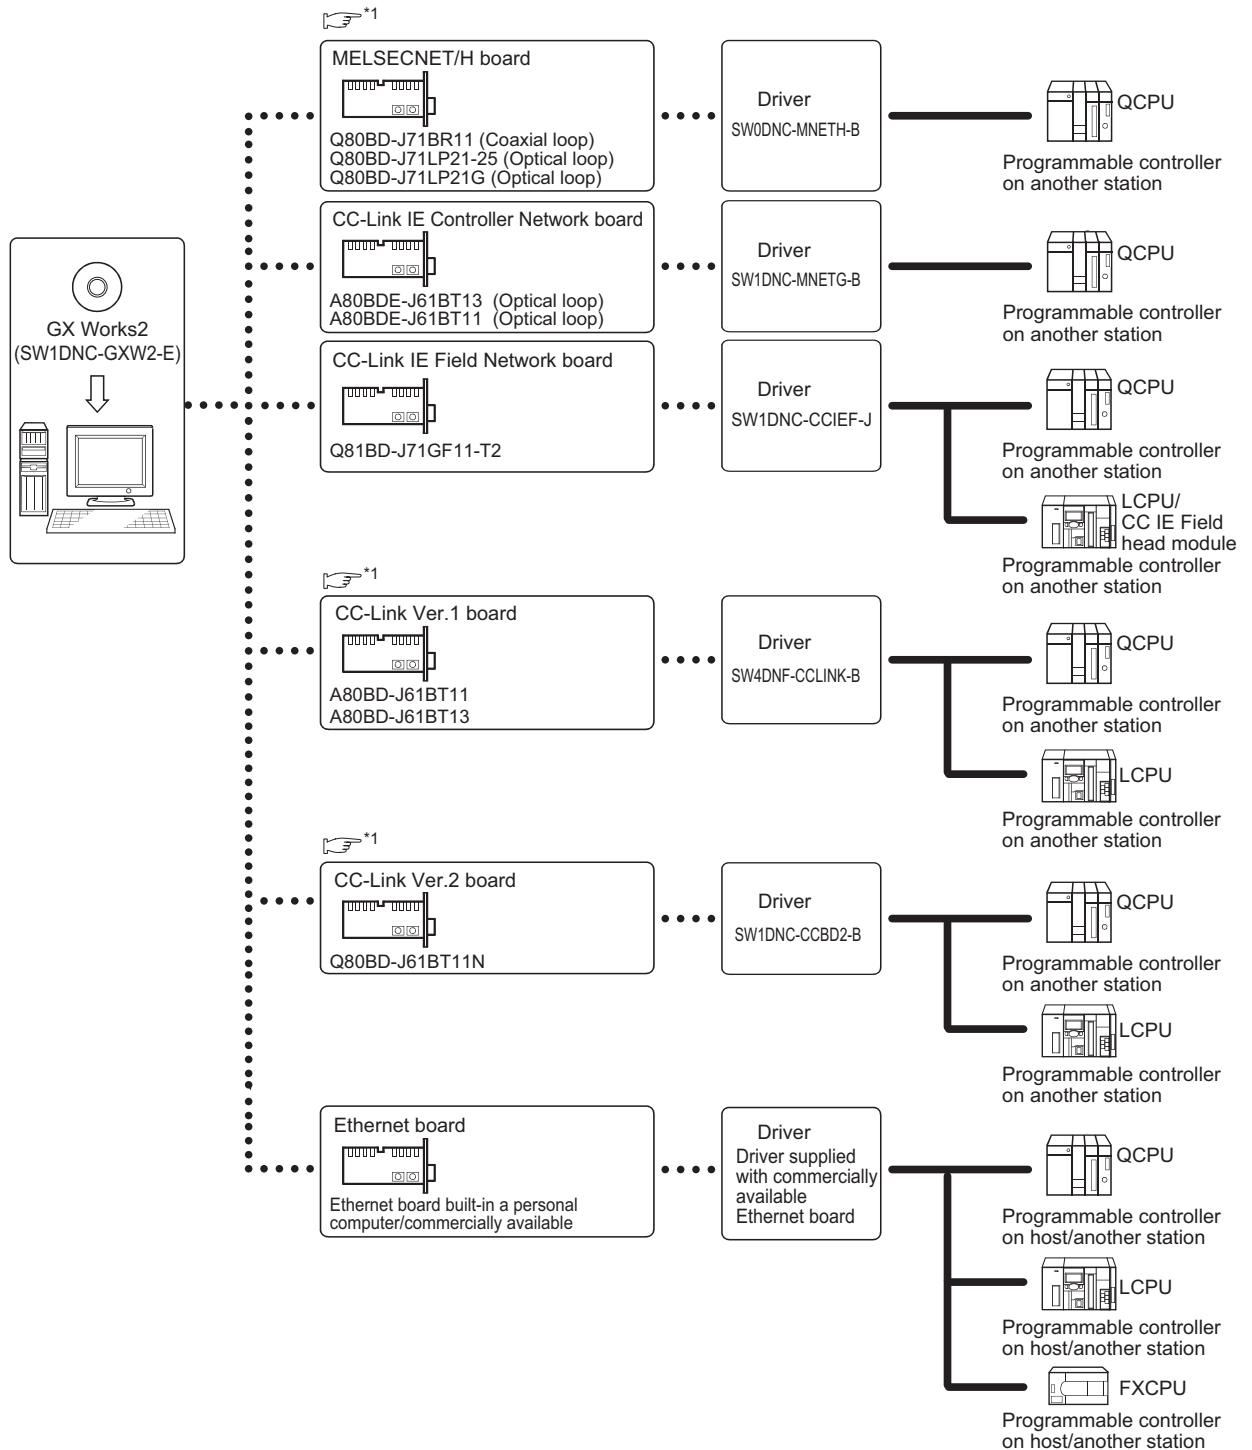 *1
MELSECNET/H board
Q80BD-J71BR11 (Coaxial loop)
Q80BD-J71LP21-25 (Optical loop)
Q80BD-J71LP21G (Optical loop)
Driver
SW0DNC-MNETH-B
QCPU
Programmable controller
on another station
CC-Link IE Controller Network board
A80BDE-J61BT13 (Optical loop)
A80BDE-J61BT11 (Optical loop)
Driver
SW1DNC-MNETG-B
QCPU
Programmable controller
on another station
GX Works2
(SW1DNC-GXW2-E)
CC-Link IE Field Network board
Q81BD-J71GF11-T2
Driver
SW1DNC-CCIEF-J
QCPU
Programmable controller
on another station
LCPU/
CC IE Field
head module
Programmable controller
on another station
*1
CC-Link Ver.1 board
A80BD-J61BT11
A80BD-J61BT13
Driver
SW4DNF-CCLINK-B
QCPU
Programmable controller
on another station
LCPU
Programmable controller
on another station
*1
CC-Link Ver.2 board
Q80BD-J61BT11N
Driver
SW1DNC-CCBD2-B
QCPU
Programmable controller
on another station
LCPU
Programmable controller
on another station
Ethernet board
Ethernet board built-in a personal
computer/commercially available
Driver
Driver supplied
with commercially
available
Ethernet board
QCPU
Programmable controller
on host/another station
LCPU
Programmable controller
on host/another station
FXCPU
Programmable controller
on host/another station